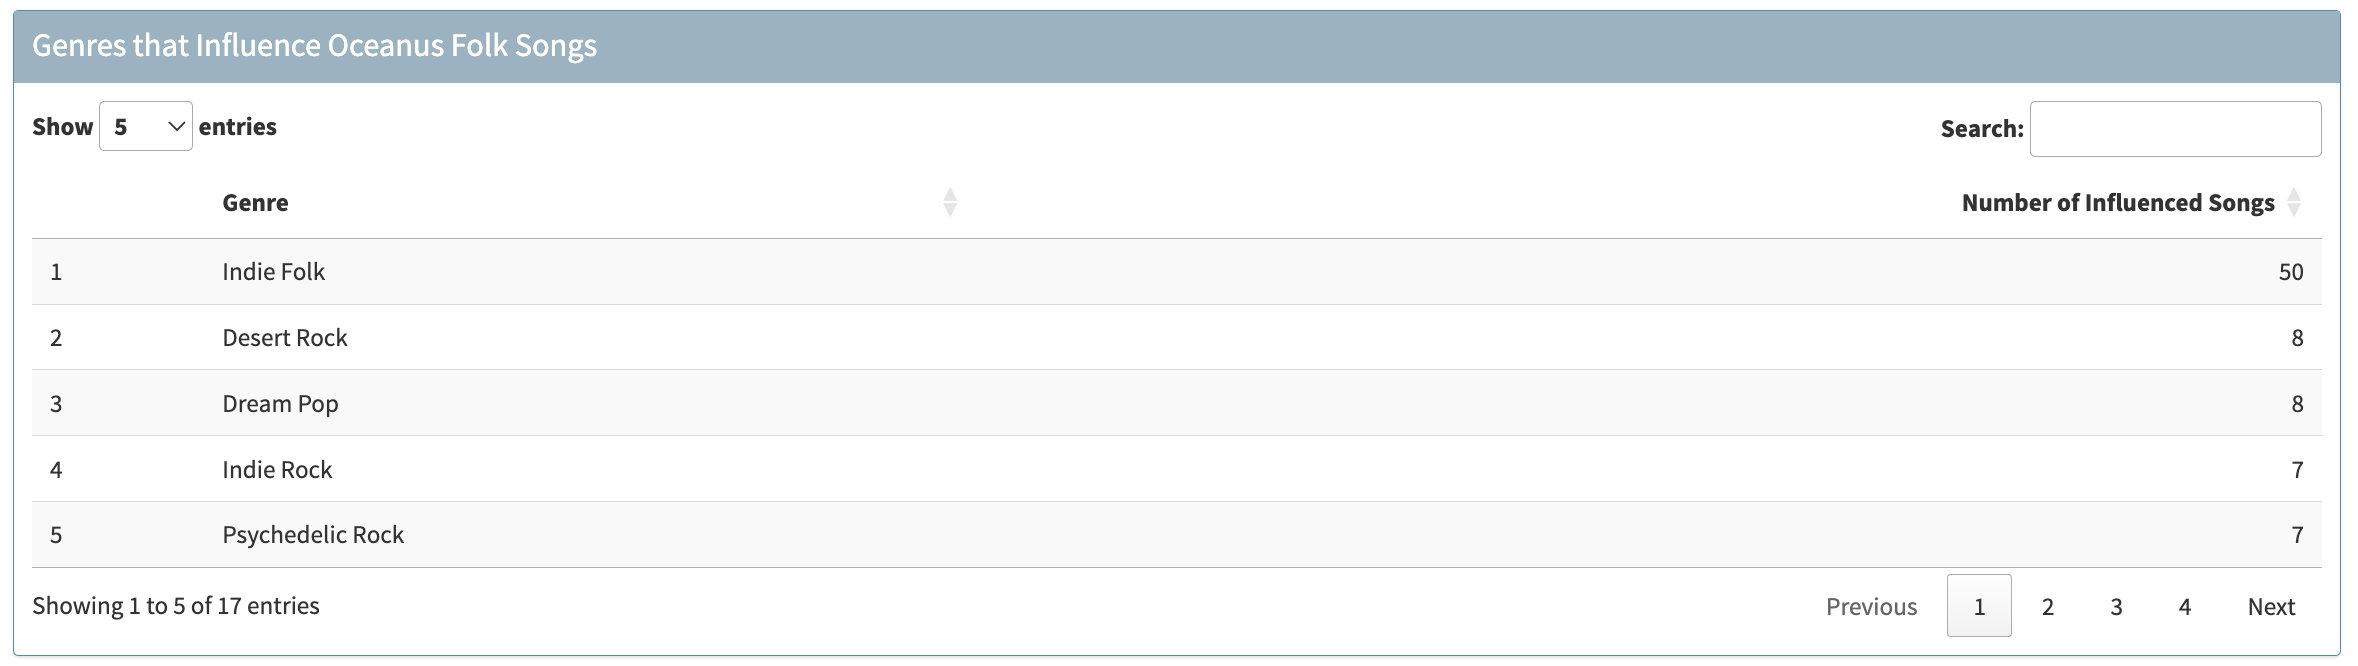 Genres that Influence Oceanus Folk Songs
Show 5 entries Search:
Genre Number of Influenced Songs
1 Indie Folk 50
2 Desert Rock 8
3 Dream Pop 8
4 Indie Rock 7
5 Psychedelic Rock 7
Showing 1 to 5 of 17 entries Previous 1 2 3 4 Next